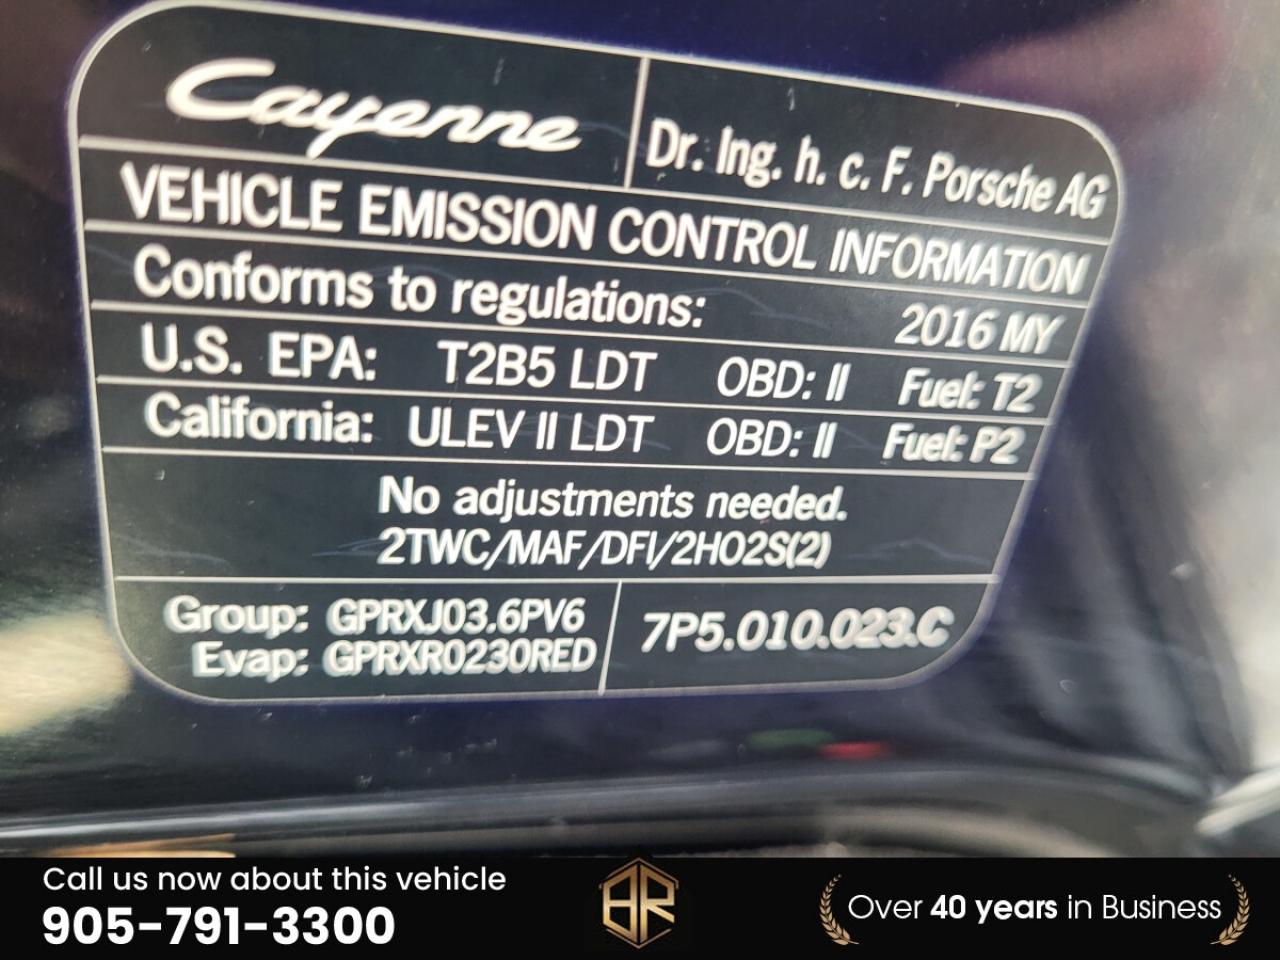 Cayenne
Dr. Ing. h. c. F. Porsche AG
VEHICLE EMISSION CONTROL INFORMATION
Conforms to regulations: 2016 MY
U.S. EPA: T2B5 LDT OBD: II Fuel: T2
California: ULEV II LDT OBD: II Fuel: P2
No adjustments needed.
2TWC/MAF/DFI/2HO2S(2)
Group: GPRXJ03.6PV6
Evap: GPRXR0230RED
7P5.010.023.C
Call us now about this vehicle
905-791-3300
BR
Over 40 years in Business